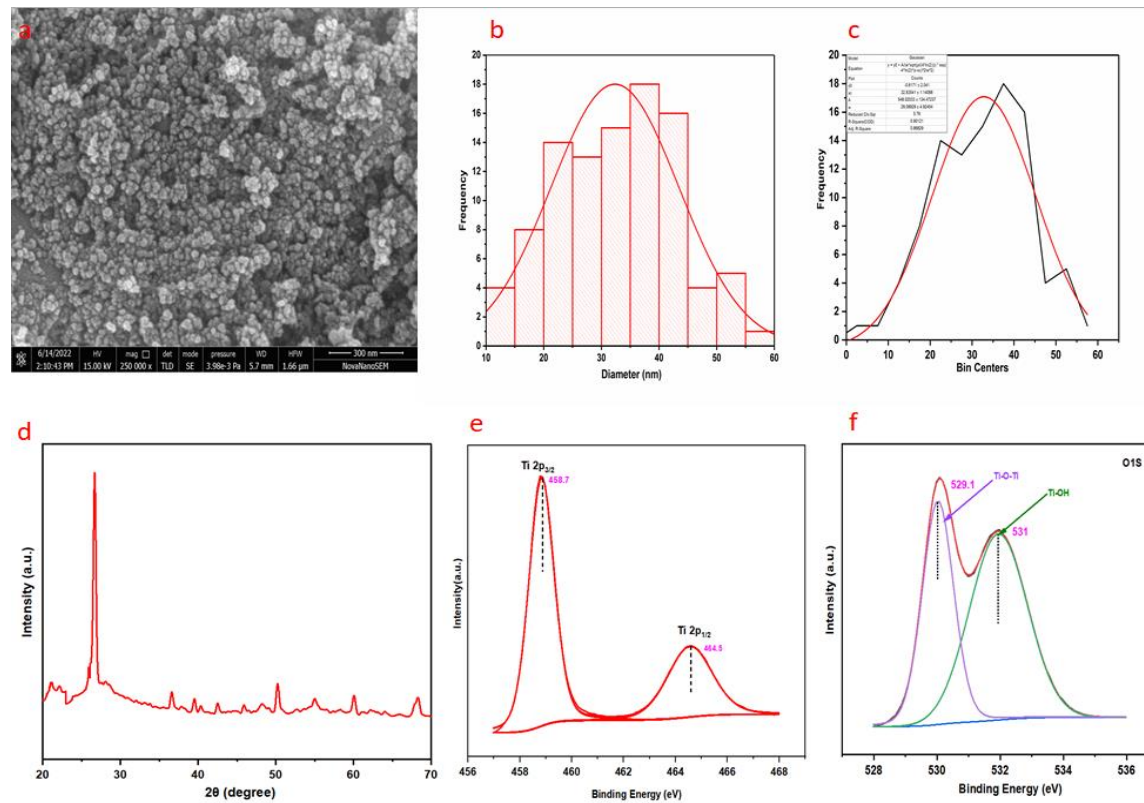 a
6/14/2022 HV mag □ det mode pressure WD HFW 300 nm
2:10:43 PM 15.00 kV 250 000 x TLD SE 3.98e-3 Pa 5.7 mm 1.66 µm NovaNanoSEM
b
20
18
16
14
12
10
8
6
4
2
0
Frequency
10 20 30 40 50 60
Diameter (nm)
c
20
18
16
14
12
10
8
6
4
2
0
Frequency
Model Gaussian
Equation
Plot Counts
0 10 20 30 40 50 60
Bin Centers
d
Intensity (a.u.)
20 30 40 50 60 70
2θ (degree)
e
Ti 2p3/2
458.7
Ti 2p1/2
464.5
Intensity(a.u.)
456 458 460 462 464 466 468
Binding Energy (eV)
f
O1S
529.1
Ti-O-Ti
Ti-OH
531
Intensity (a.u.)
528 530 532 534 536
Binding Energy (eV)